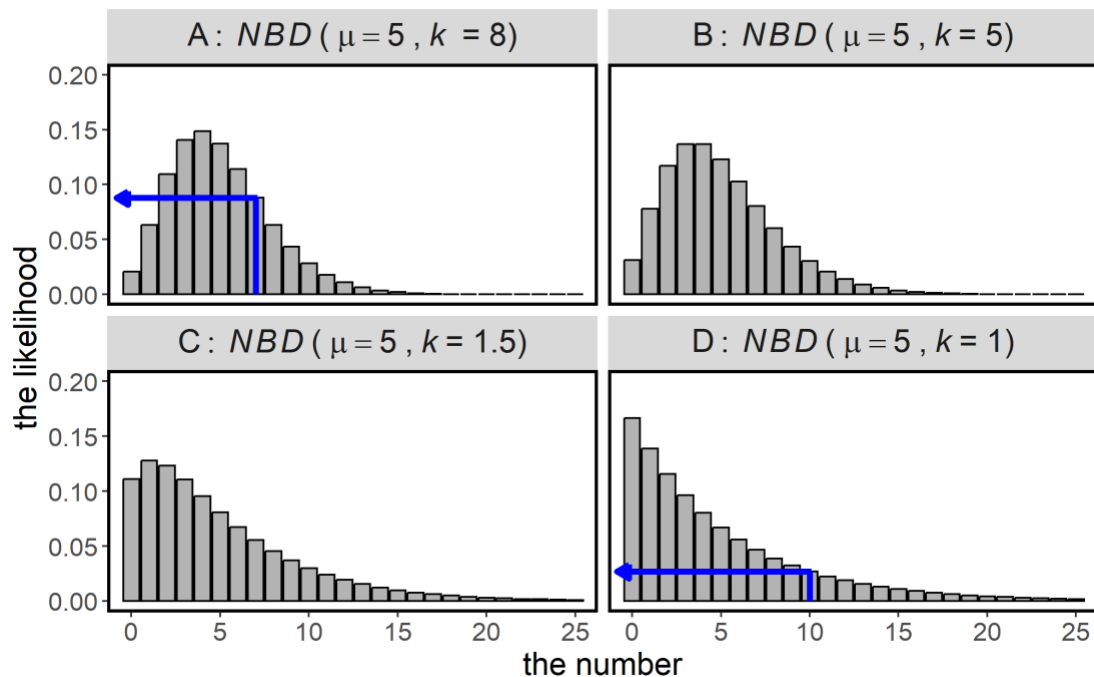 A: NBD ( μ = 5 , k = 8)
B: NBD ( μ = 5 , k = 5)
0.20
0.15
0.10
0.05
0.00
C: NBD ( μ = 5 , k = 1.5)
D: NBD ( μ = 5 , k = 1)
0.20
0.15
0.10
0.05
0.00
the likelihood
0 5 10 15 20 25
0 5 10 15 20 25
the number